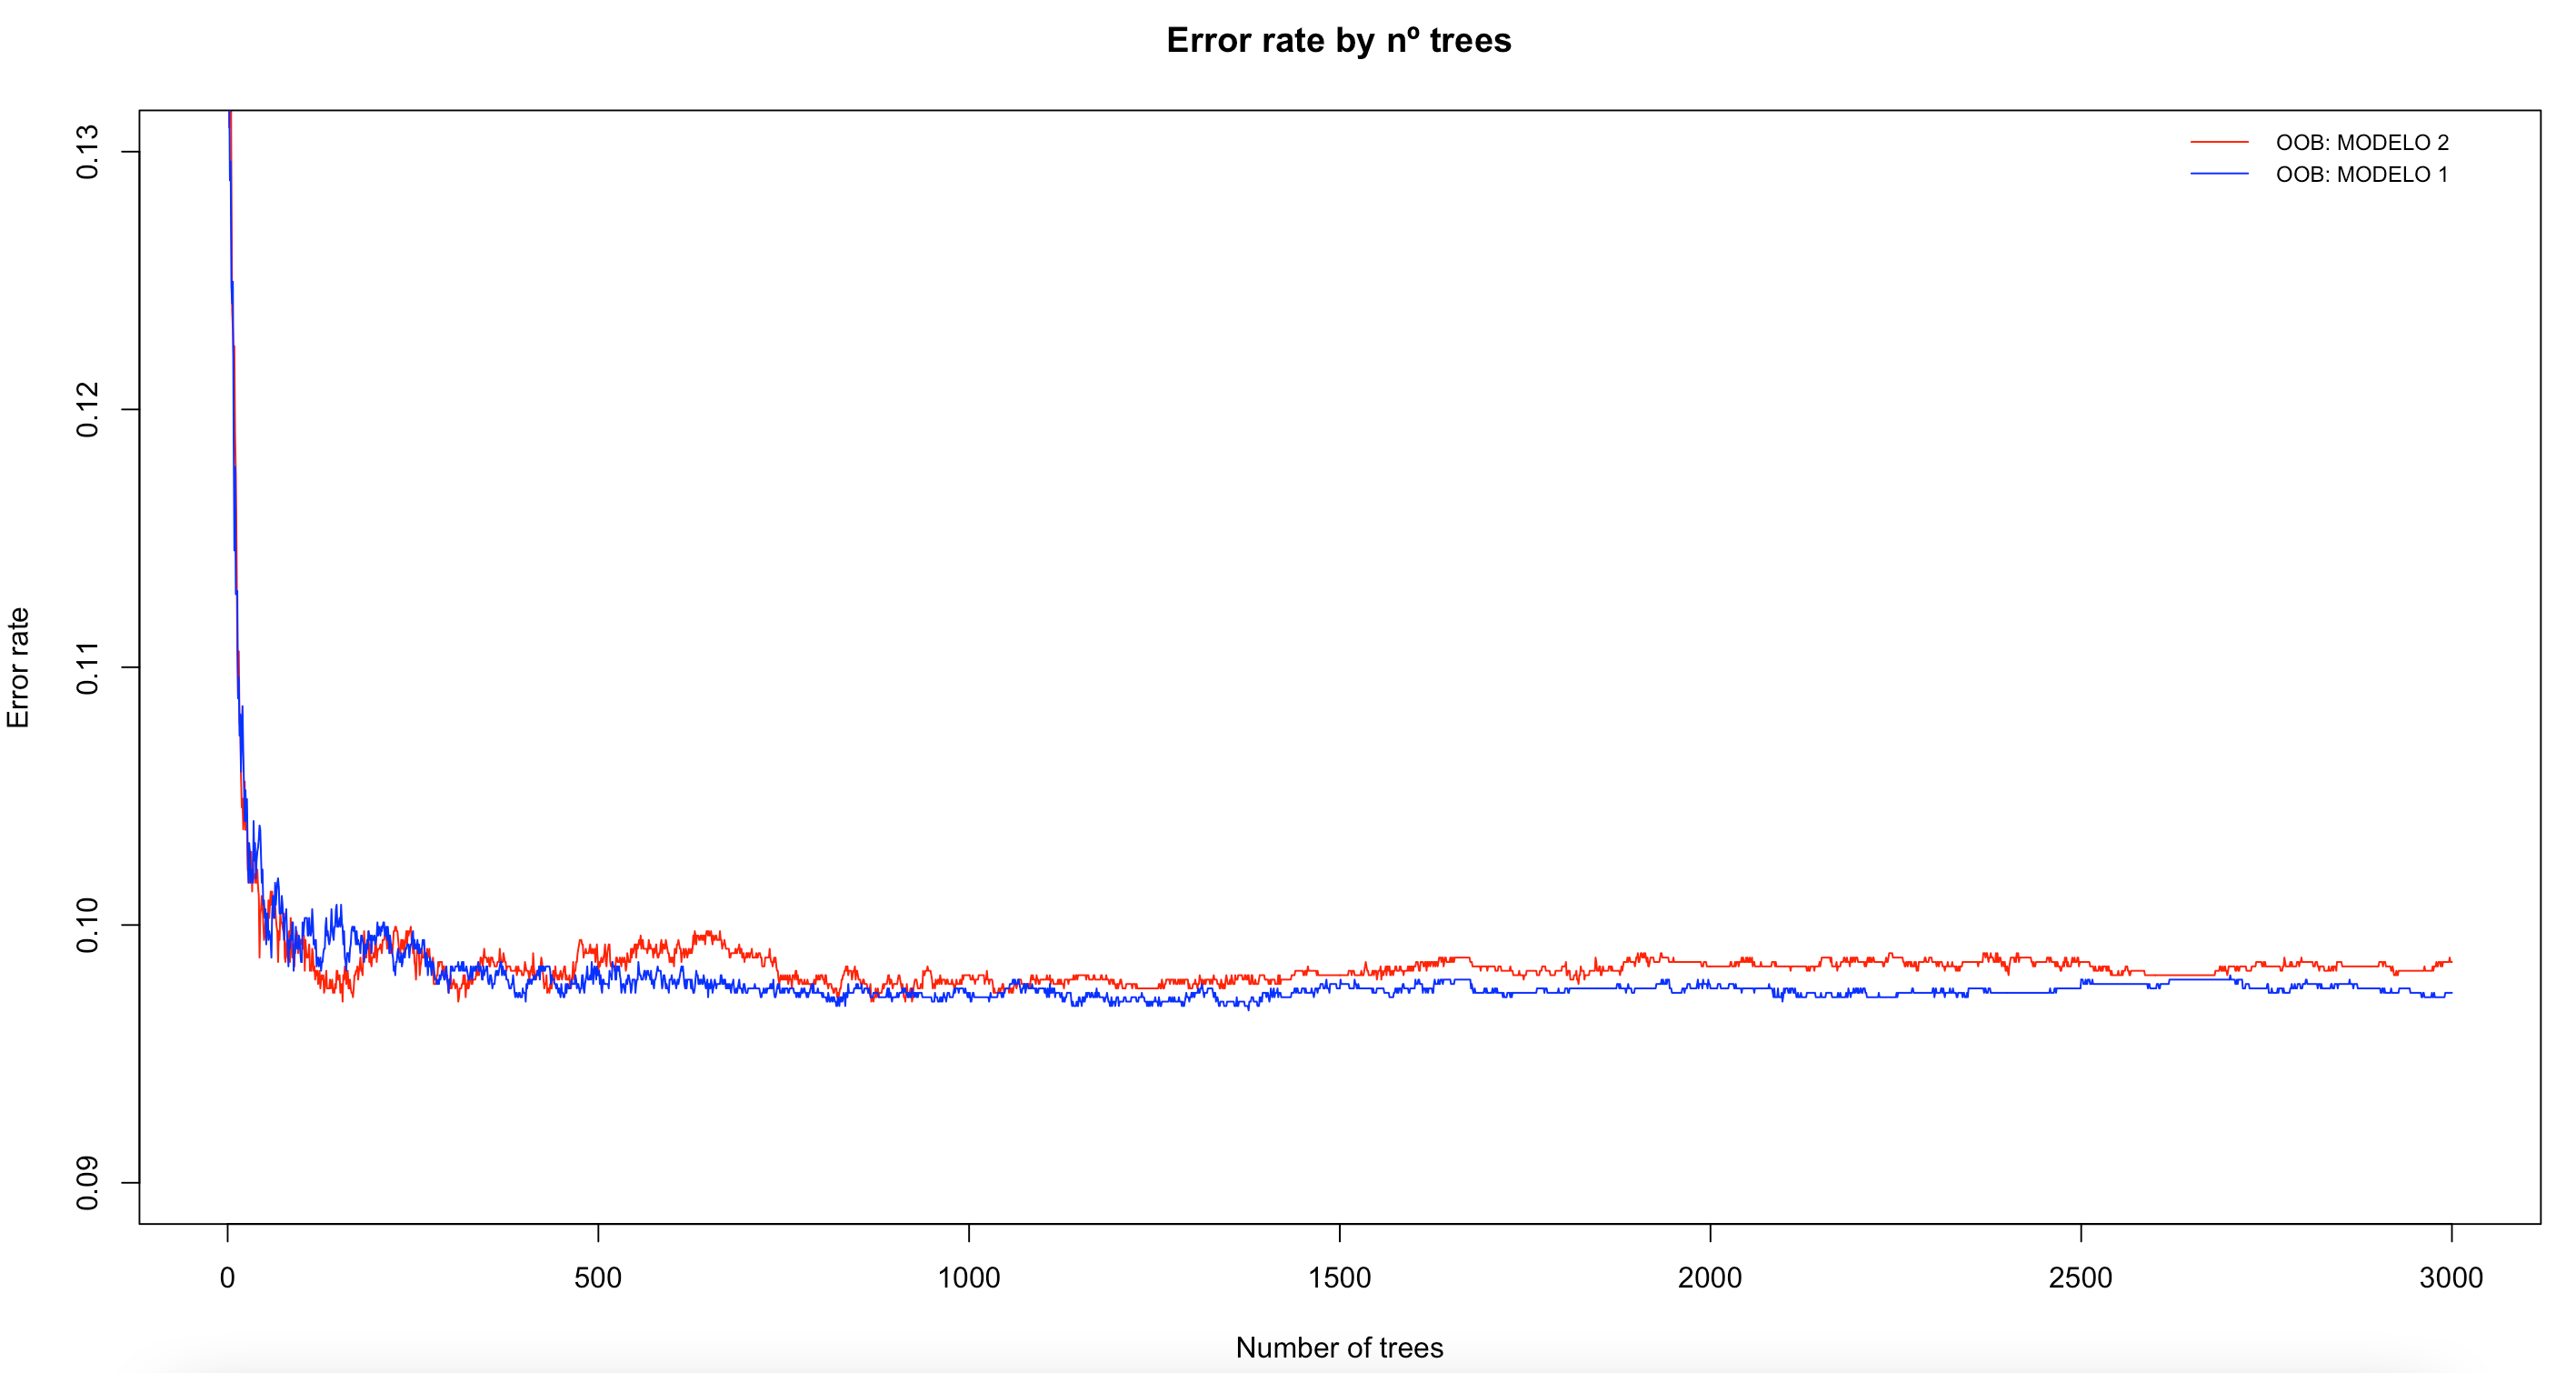 Error rate by nº trees
OOB: MODELO 2
OOB: MODELO 1
Error rate
0.13
0.12
0.11
0.10
0.09
0 500 1000 1500 2000 2500 3000
Number of trees